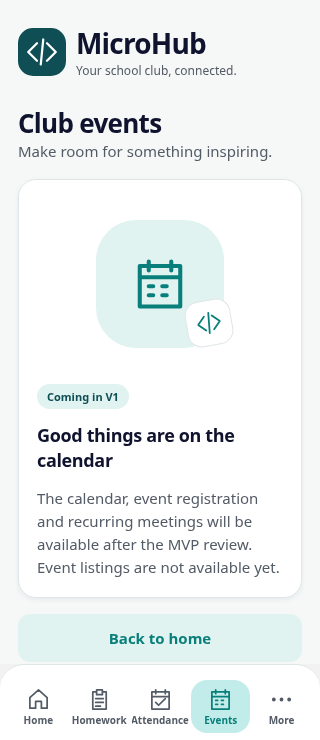 MicroHub
Your school club, connected.
Club events
Make room for something inspiring.
Coming in V1
Good things are on the
calendar
The calendar, event registration
and recurring meetings will be
available after the MVP review.
Event listings are not available yet.
Back to home
Home Homework Attendance Events More